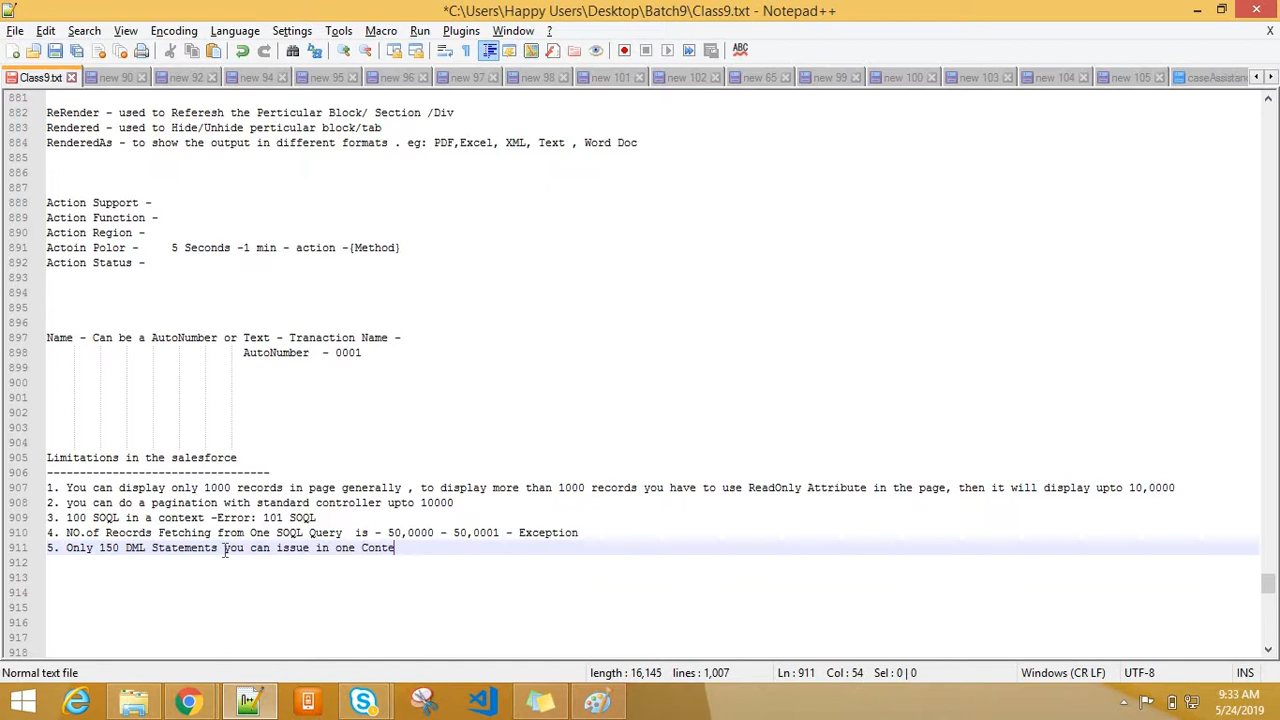 *C:\Users\Happy Users\Desktop\Batch9\Class9.txt - Notepad++
File Edit Search View Encoding Language Settings Tools Macro Run Plugins Window ? X
Class9.txt new 90 new 92 new 94 new 95 new 96 new 97 new 98 new 101 new 102 new 65 new 99 new 100 new 103 new 104 new 105 caseAssistan
881
882 ReRender - used to Referesh the Perticular Block/ Section /Div
883 Rendered - used to Hide/Unhide perticular block/tab
884 RenderedAs - to show the output in different formats . eg: PDF,Excel, XML, Text , Word Doc
885
886
887
888 Action Support -
889 Action Function -
890 Action Region -
891 Actoin Polor - 5 Seconds -1 min - action -{Method}
892 Action Status -
893
894
895
896
897 Name - Can be a AutoNumber or Text - Tranaction Name -
898 AutoNumber - 0001
899
900
901
902
903
904
905 Limitations in the salesforce
906 ----------------------------------
907 1. You can display only 1000 records in page generally , to display more than 1000 records you have to use ReadOnly Attribute in the page, then it will display upto 10,0000
908 2. you can do a pagination with standard controller upto 10000
909 3. 100 SOQL in a context -Error: 101 SOQL
910 4. NO.of Reocrds Fetching from One SOQL Query is - 50,0000 - 50,0001 - Exception
911 5. Only 150 DML Statements you can issue in one Conte
912
913
914
915
916
917
918
Normal text file length : 16,145 lines : 1,007 Ln : 911 Col : 54 Sel : 0 | 0 Windows (CR LF) UTF-8 INS
9:33 AM
5/24/2019